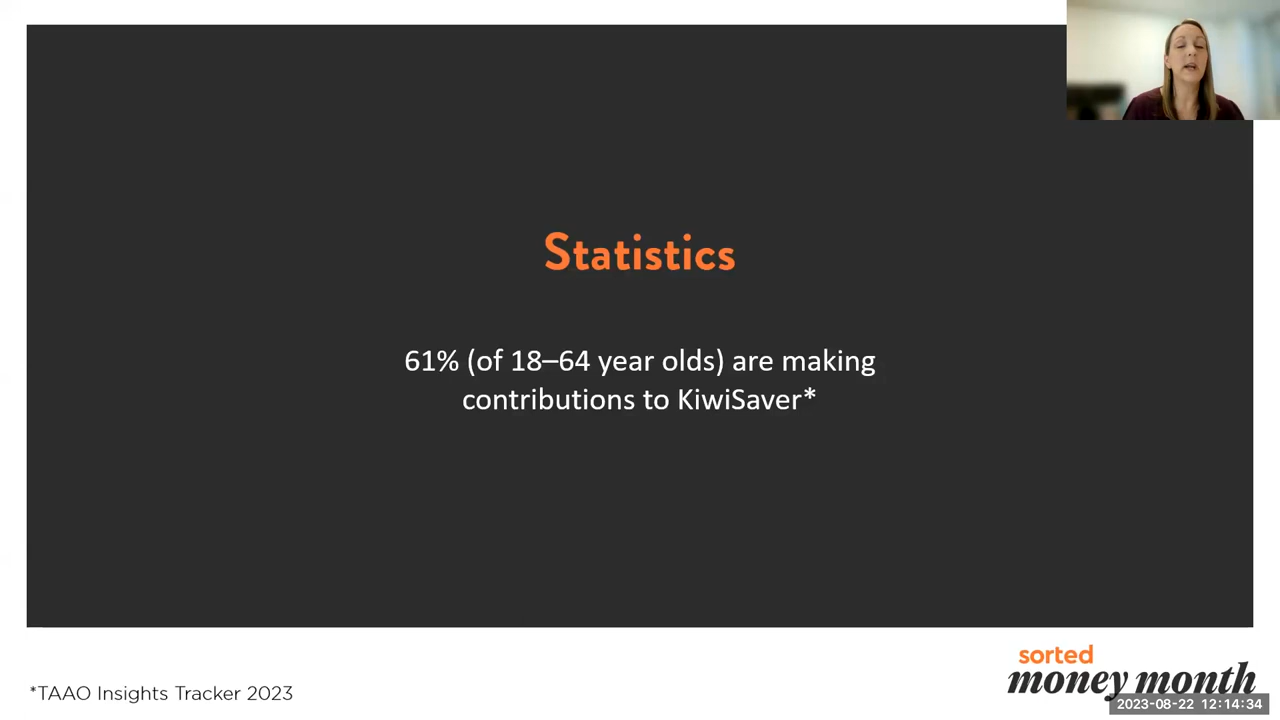 Statistics
61% (of 18–64 year olds) are making
contributions to KiwiSaver*
*TAAO Insights Tracker 2023
sorted
money month
2023-08-22 12:14:34